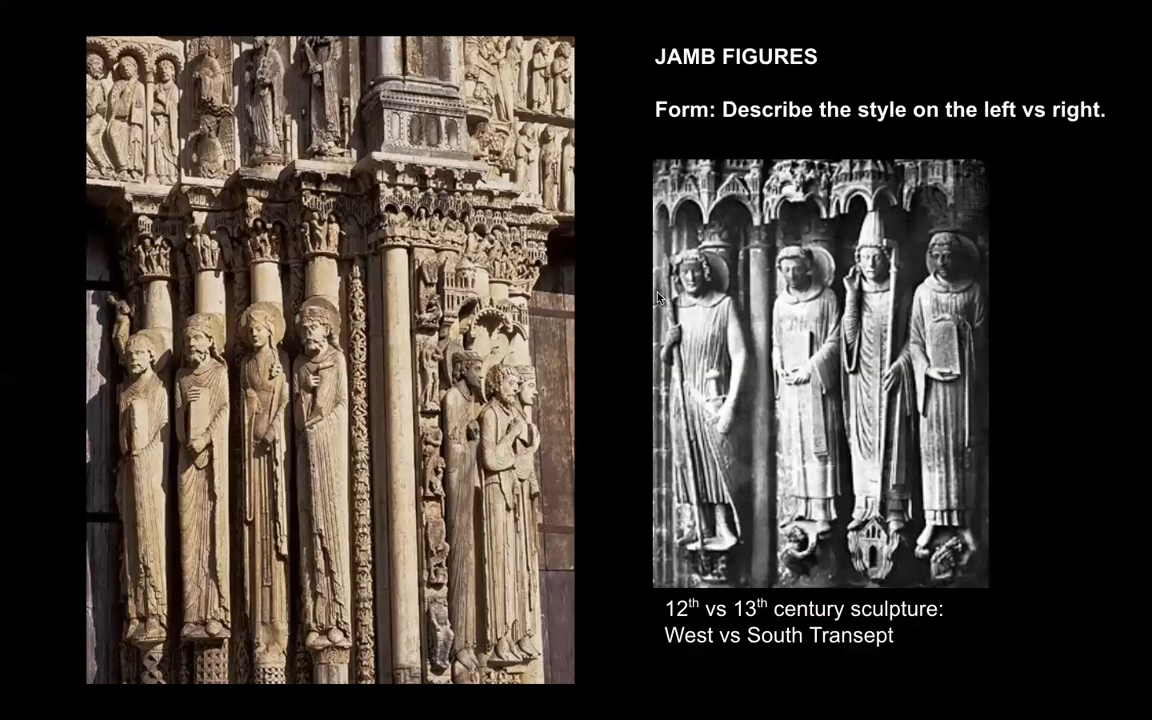 JAMB FIGURES
Form: Describe the style on the left vs right.
12th vs 13th century sculpture:
West vs South Transept